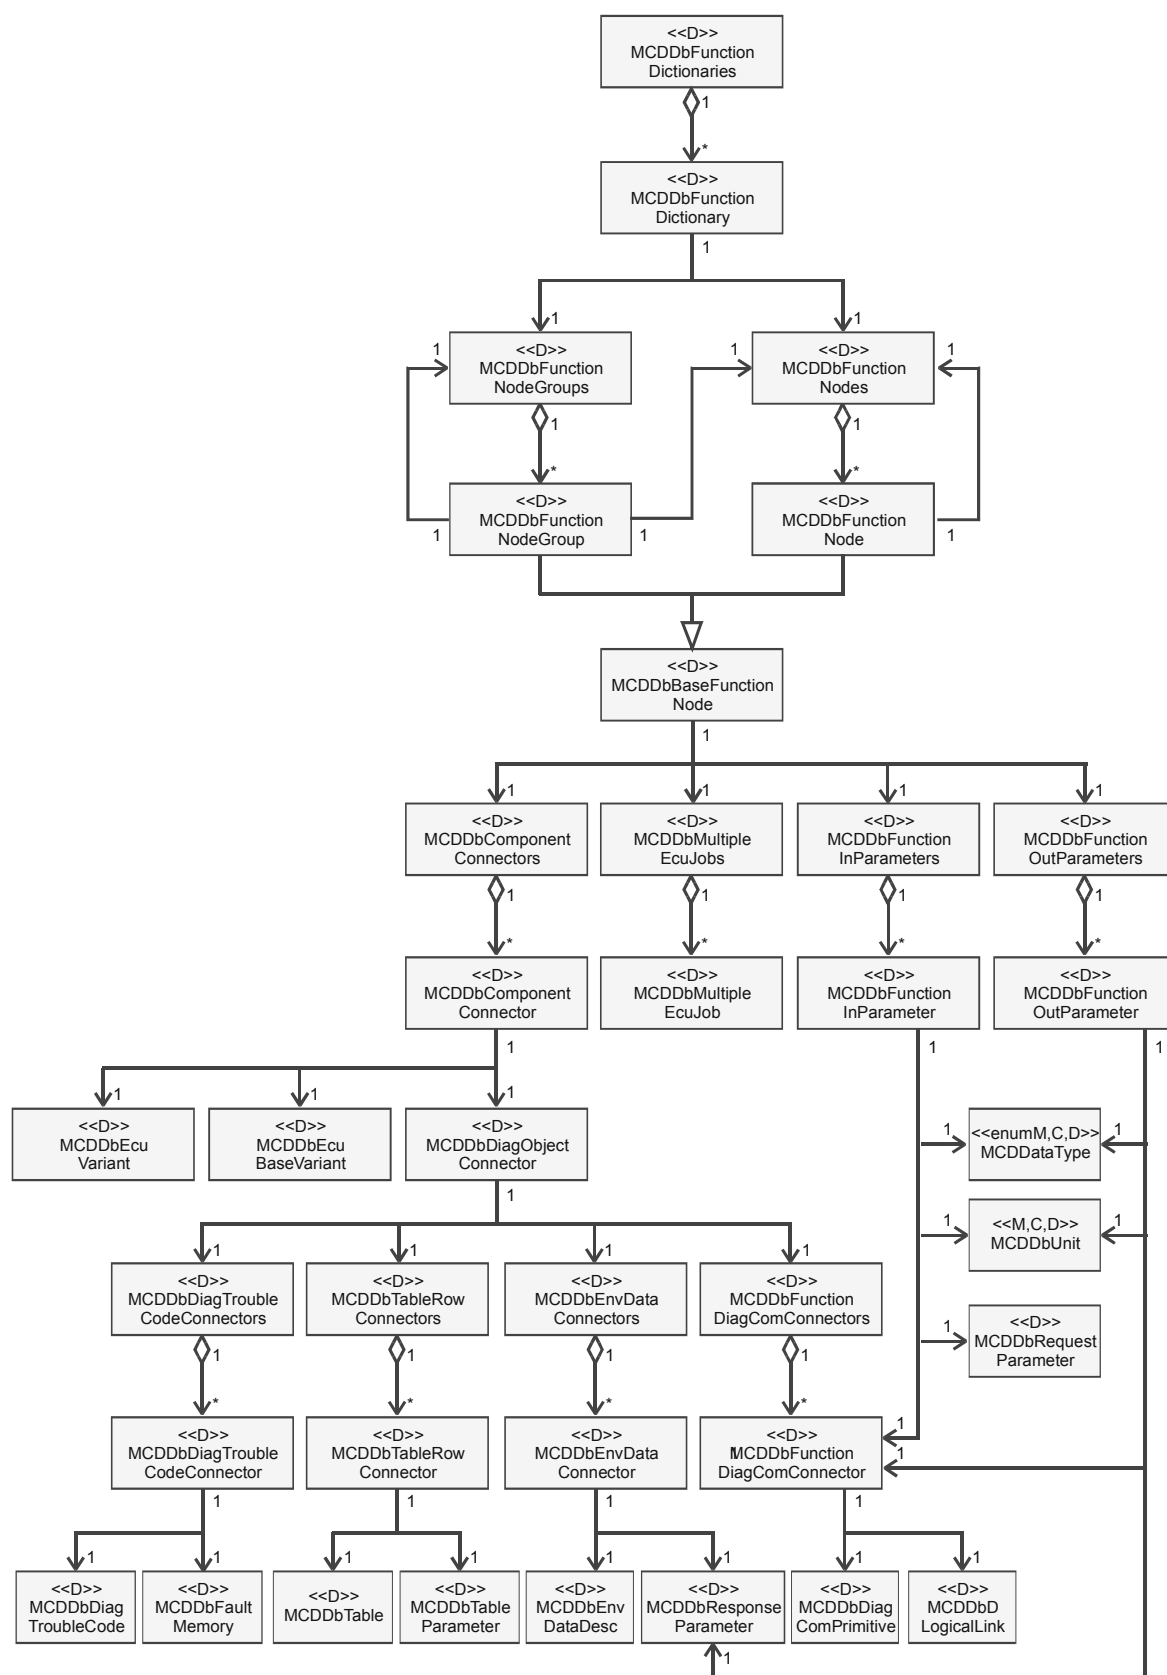 <<D>>
MCDDbFunction
Dictionaries
1
*
<<D>>
MCDDbFunction
Dictionary
1
1
1
1
<<D>>
MCDDbFunction
NodeGroups
1
<<D>>
MCDDbFunction
Nodes
1
1
1
*
*
<<D>>
MCDDbFunction
NodeGroup
<<D>>
MCDDbFunction
Node
1
1
1
<<D>>
MCDDbBaseFunction
Node
1
1
1
1
1
<<D>>
MCDDbComponent
Connectors
<<D>>
MCDDbMultiple
EcuJobs
<<D>>
MCDDbFunction
InParameters
<<D>>
MCDDbFunction
OutParameters
1
1
1
1
*
*
*
*
<<D>>
MCDDbComponent
Connector
<<D>>
MCDDbMultiple
EcuJob
<<D>>
MCDDbFunction
InParameter
<<D>>
MCDDbFunction
OutParameter
1
1
1
1
1
1
<<D>>
MCDDbEcu
Variant
<<D>>
MCDDbEcu
BaseVariant
<<D>>
MCDDbDiagObject
Connector
1
<<enumM,C,D>>
MCDDataType
1
1
1
<<M,C,D>>
MCDDbUnit
1
1
1
1
1
<<D>>
MCDDbDiagTrouble
CodeConnectors
<<D>>
MCDDbTableRow
Connectors
<<D>>
MCDDbEnvData
Connectors
<<D>>
MCDDbFunction
DiagComConnectors
1
<<D>>
MCDDbRequest
Parameter
1
1
1
1
*
*
*
*
<<D>>
MCDDbDiagTrouble
CodeConnector
<<D>>
MCDDbTableRow
Connector
<<D>>
MCDDbEnvData
Connector
<<D>>
1
MCDDbFunction
DiagComConnector
1
1
1
1
1
1
1
1
1
1
1
1
1
1
<<D>>
MCDDbDiag
TroubleCode
<<D>>
MCDDbFault
Memory
<<D>>
MCDDbTable
<<D>>
MCDDbTable
Parameter
<<D>>
MCDDbEnv
DataDesc
<<D>>
MCDDbResponse
Parameter
<<D>>
MCDDbDiag
ComPrimitive
<<D>>
MCDDbD
LogicalLink
1